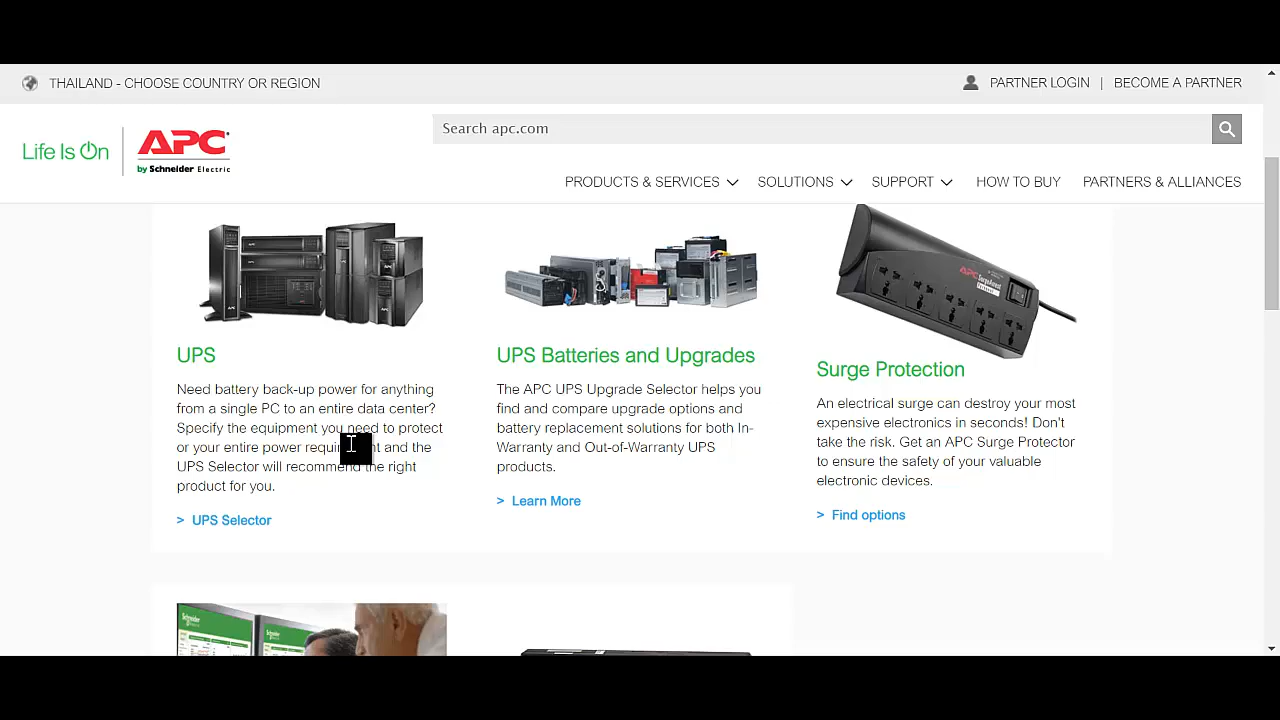 THAILAND - CHOOSE COUNTRY OR REGION
PARTNER LOGIN | BECOME A PARTNER
Life Is On
APC
by Schneider Electric
Search apc.com
PRODUCTS & SERVICES
SOLUTIONS
SUPPORT
HOW TO BUY
PARTNERS & ALLIANCES
UPS
Need battery back-up power for anything
from a single PC to an entire data center?
Specify the equipment you need to protect
or your entire power and the
UPS Selector will recommend the right
product for you.
> UPS Selector
UPS Batteries and Upgrades
The APC UPS Upgrade Selector helps you
find and compare upgrade options and
battery replacement solutions for both In-
Warranty and Out-of-Warranty UPS
products.
> Learn More
APC
Surge Protection
An electrical surge can destroy your most
expensive electronics in seconds! Don't
take the risk. Get an APC Surge Protector
to ensure the safety of your valuable
electronic devices.
> Find options
Schneider